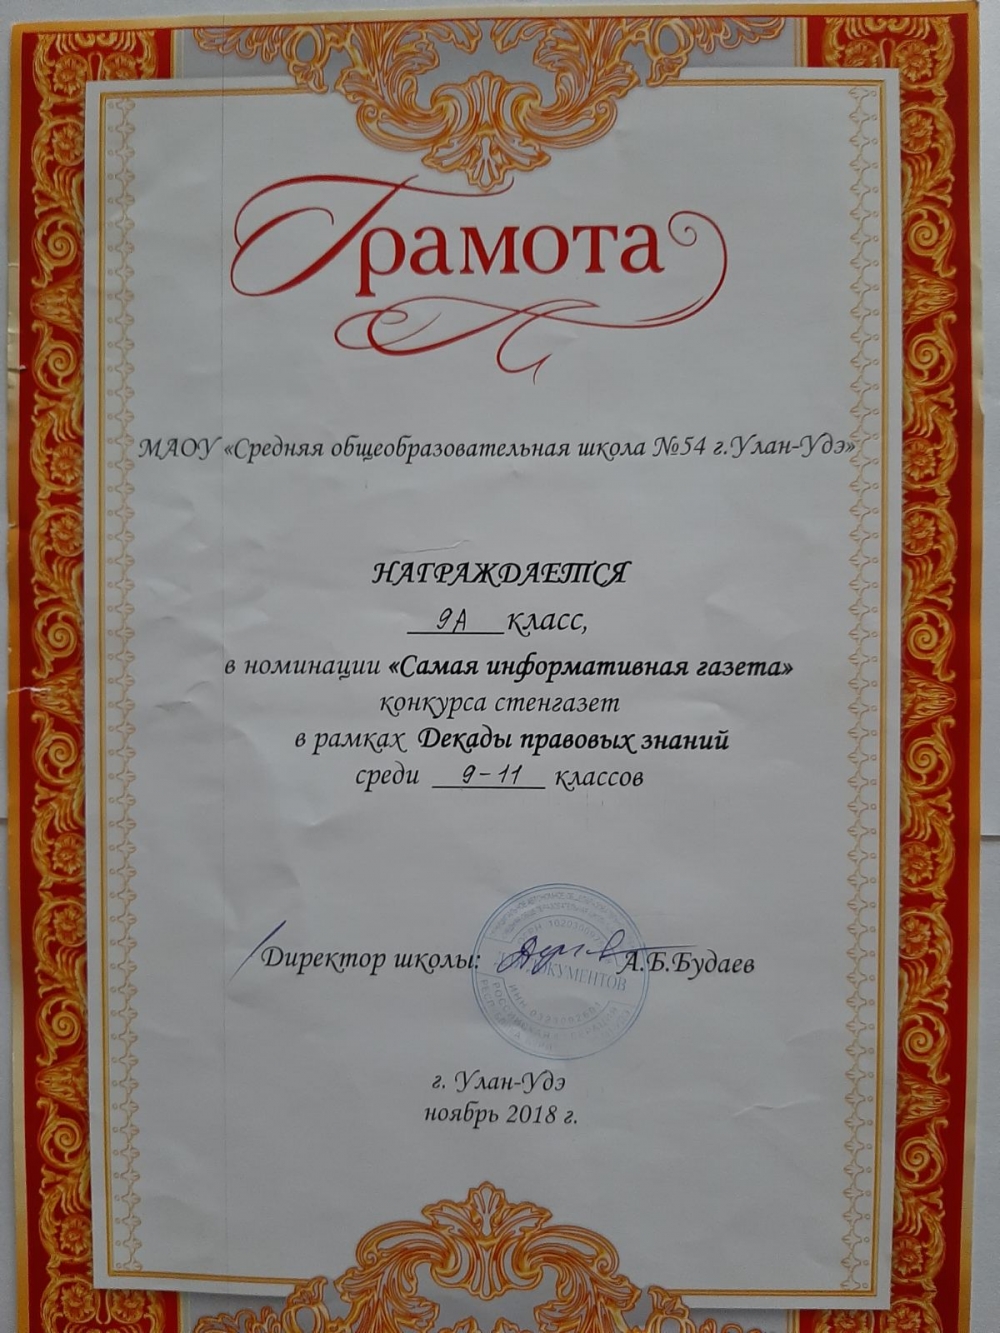 Грамота
МАОУ «Средняя общеобразовательная школа №54 г.Улан-Удэ»
НАГРАЖДАЕТСЯ
9А класс,
в номинации «Самая информативная газета»
конкурса стенгазет
в рамках Декады правовых знаний
среди 9-11 классов
Директор школы: А.Б.Будаев
ДОКУМЕНТОВ
г. Улан-Удэ
ноябрь 2018 г.